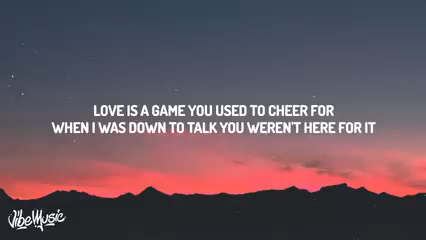 LOVE IS A GAME YOU USED TO CHEER FOR
WHEN I WAS DOWN TO TALK YOU WEREN'T HERE FOR IT
VibeMusic